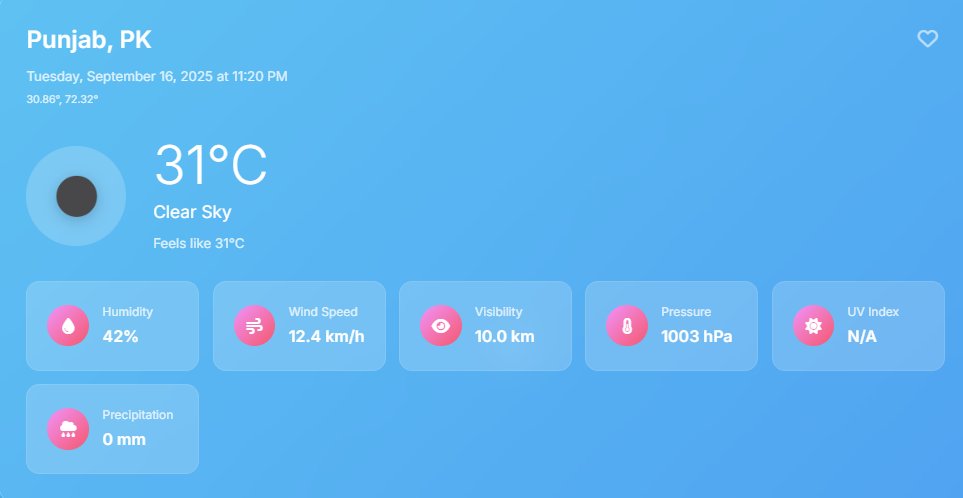 Punjab, PK
Tuesday, September 16, 2025 at 11:20 PM
30.86°, 72.32°
31°C
Clear Sky
Feels like 31°C
Humidity
42%
Wind Speed
12.4 km/h
Visibility
10.0 km
Pressure
1003 hPa
UV Index
N/A
Precipitation
0 mm